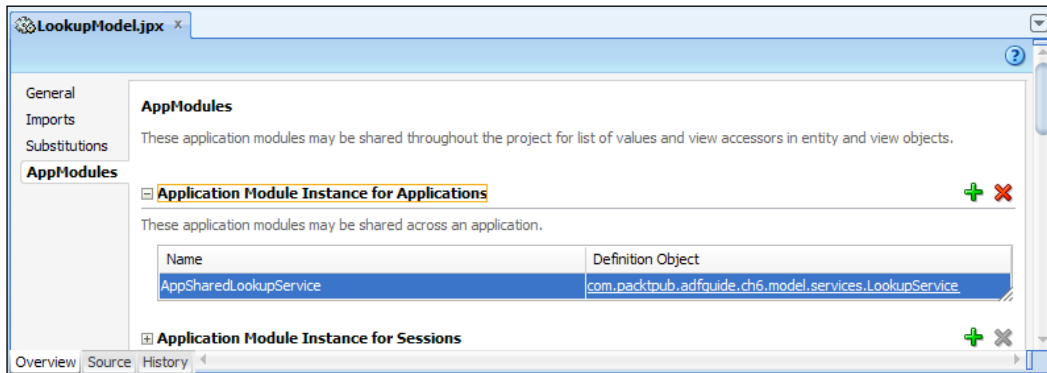 LookupModel.jpx
General
Imports
Substitutions
AppModules
AppModules
These application modules may be shared throughout the project for list of values and view accessors in entity and view objects.
Application Module Instance for Applications
These application modules may be shared across an application.
Name Definition Object
AppSharedLookupService com.packtpub.adfguide.ch6.model.services.LookupService
Application Module Instance for Sessions
Overview Source History